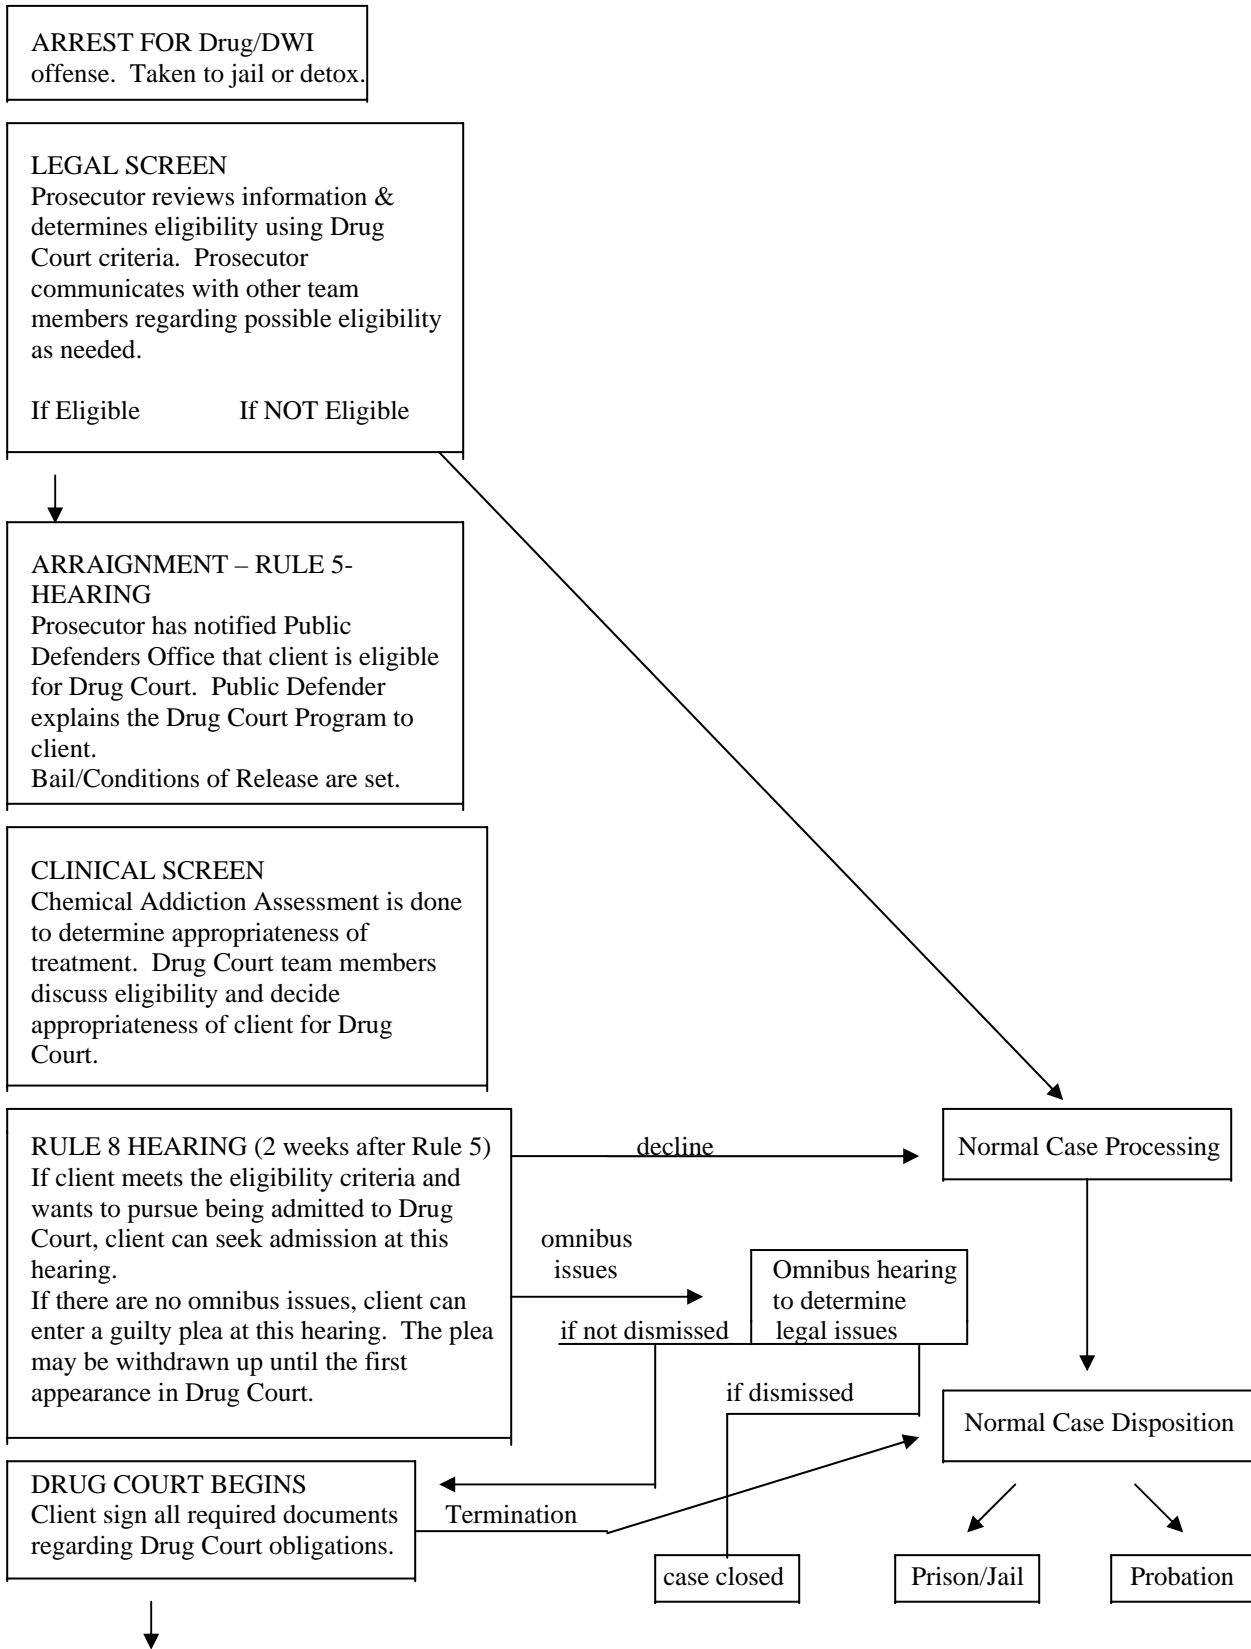 ARREST FOR Drug/DWI
offense.  Taken to jail or detox.
LEGAL SCREEN
Prosecutor reviews information &
determines eligibility using Drug
Court criteria.  Prosecutor
communicates with other team
members regarding possible eligibility
as needed.
If Eligible If NOT Eligible
ARRAIGNMENT – RULE 5-
HEARING
Prosecutor has notified Public
Defenders Office that client is eligible
for Drug Court.  Public Defender
explains the Drug Court Program to
client.
Bail/Conditions of Release are set.
CLINICAL SCREEN
Chemical Addiction Assessment is done
to determine appropriateness of
treatment.  Drug Court team members
discuss eligibility and decide
appropriateness of client for Drug
Court.
RULE 8 HEARING (2 weeks after Rule 5)
If client meets the eligibility criteria and
wants to pursue being admitted to Drug
Court, client can seek admission at this
hearing.
If there are no omnibus issues, client can
enter a guilty plea at this hearing.  The plea
may be withdrawn up until the first
appearance in Drug Court.
decline
Normal Case Processing
omnibus
issues
Omnibus hearing
to determine
legal issues
if not dismissed
if dismissed
Normal Case Disposition
DRUG COURT BEGINS
Client sign all required documents
regarding Drug Court obligations.
Termination
case closed
Prison/Jail
Probation